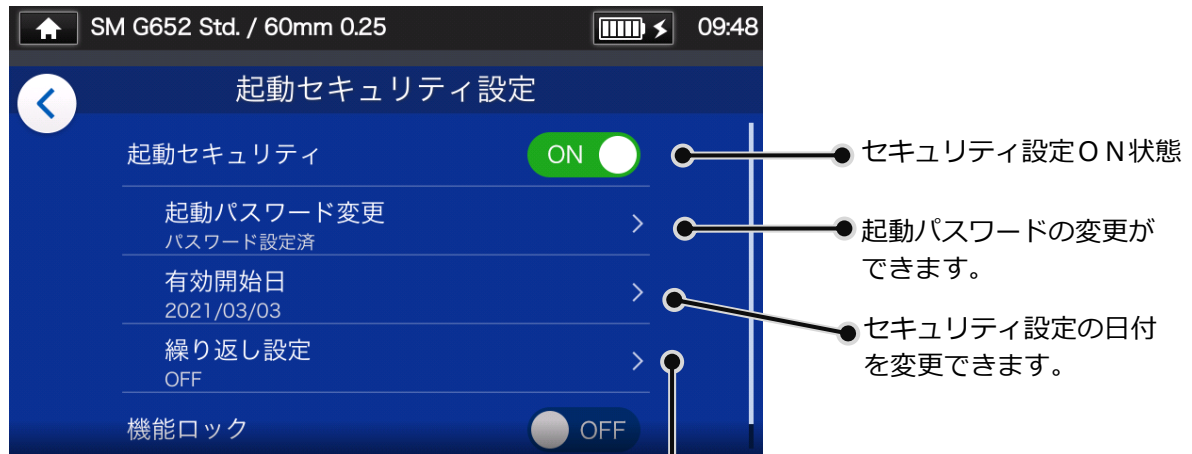 SM G652 Std. / 60mm 0.25
09:48
起動セキュリティ設定
起動セキュリティ
ON
セキュリティ設定ＯＮ状態
起動パスワード変更
パスワード設定済
起動パスワードの変更が
できます。
有効開始日
2021/03/03
セキュリティ設定の日付
を変更できます。
繰り返し設定
OFF
機能ロック
OFF